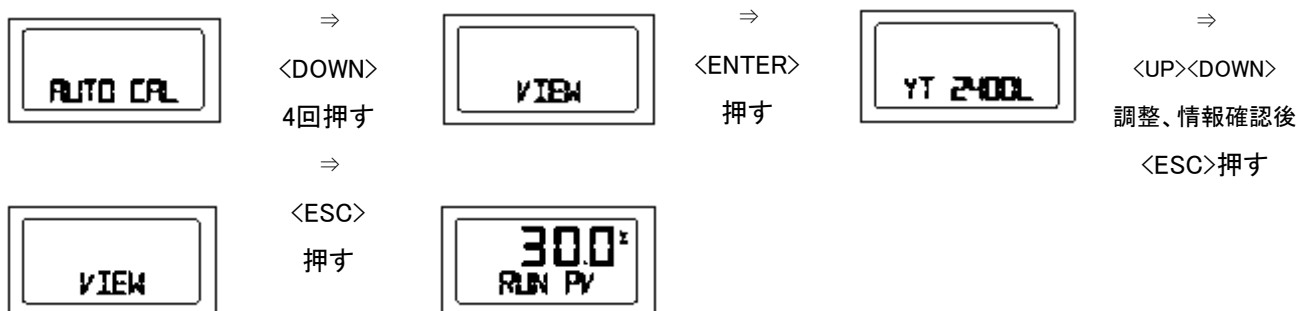 AUTO CAL
⇒
<DOWN>
4回押す
VIEW
⇒
<ENTER>
押す
YT 2400L
⇒
<UP><DOWN>
調整、情報確認後
<ESC>押す
VIEW
⇒
<ESC>
押す
30.0%
RUN PV